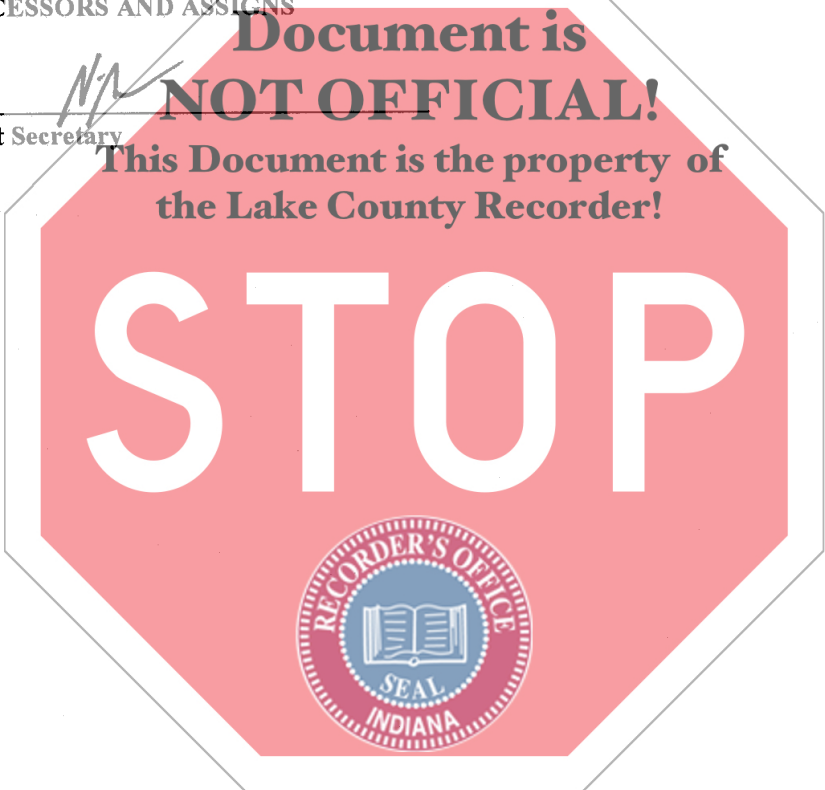 CESSORS AND ASSIGNS
Document is
NOT OFFICIAL!
t Secretary
This Document is the property of
the Lake County Recorder!
STOP
RECORDER'S OFFICE
SEAL
INDIANA